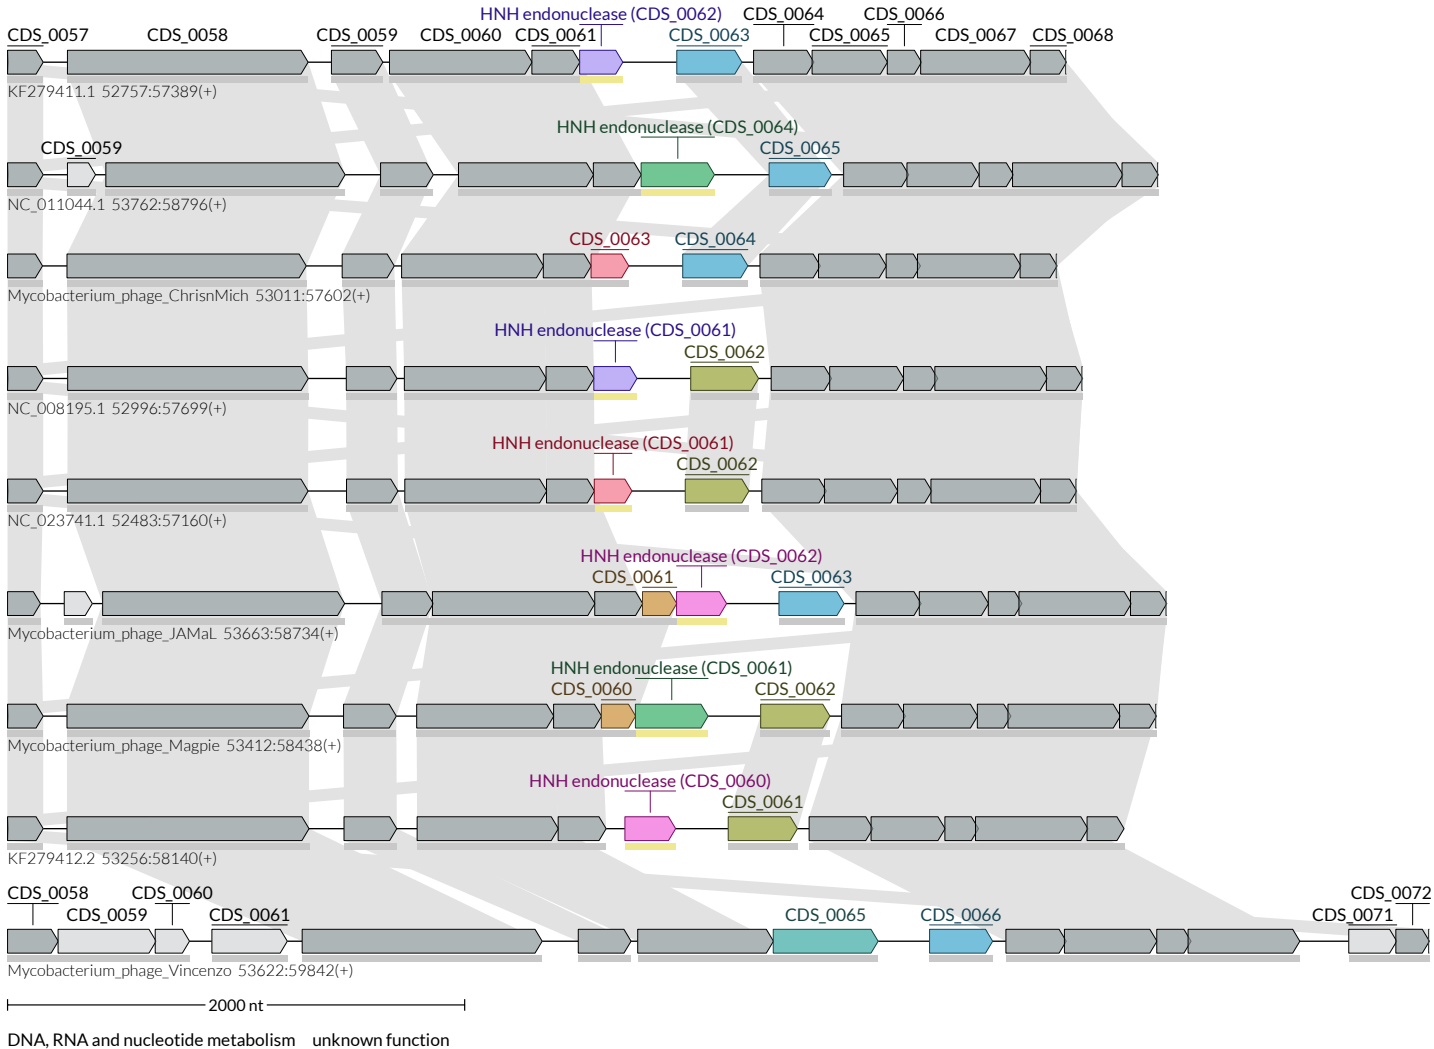 HNH endonuclease (CDS_0062) CDS_0064 CDS_0066
CDS_0057 CDS_0058 CDS_0059 CDS_0060 CDS_0061 CDS_0063 CDS_0065 CDS_0067 CDS_0068
KF279411.1 52757:57389(+)
HNH endonuclease (CDS_0064)
CDS_0059 CDS_0065
NC_011044.1 53762:58796(+)
CDS_0063 CDS_0064
Mycobacterium_phage_ChrisnMich 53011:57602(+)
HNH endonuclease (CDS_0061)
CDS_0062
NC_008195.1 52996:57699(+)
HNH endonuclease (CDS_0061)
CDS_0062
NC_023741.1 52483:57160(+)
HNH endonuclease (CDS_0062)
CDS_0061 CDS_0063
Mycobacterium_phage_JAMaL 53663:58734(+)
HNH endonuclease (CDS_0061)
CDS_0060 CDS_0062
Mycobacterium_phage_Magpie 53412:58438(+)
HNH endonuclease (CDS_0060)
CDS_0061
KF279412.2 53256:58140(+)
CDS_0058 CDS_0060 CDS_0072
CDS_0059 CDS_0061 CDS_0065 CDS_0066 CDS_0071
Mycobacterium_phage_Vincenzo 53622:59842(+)
2000 nt
DNA, RNA and nucleotide metabolism unknown function